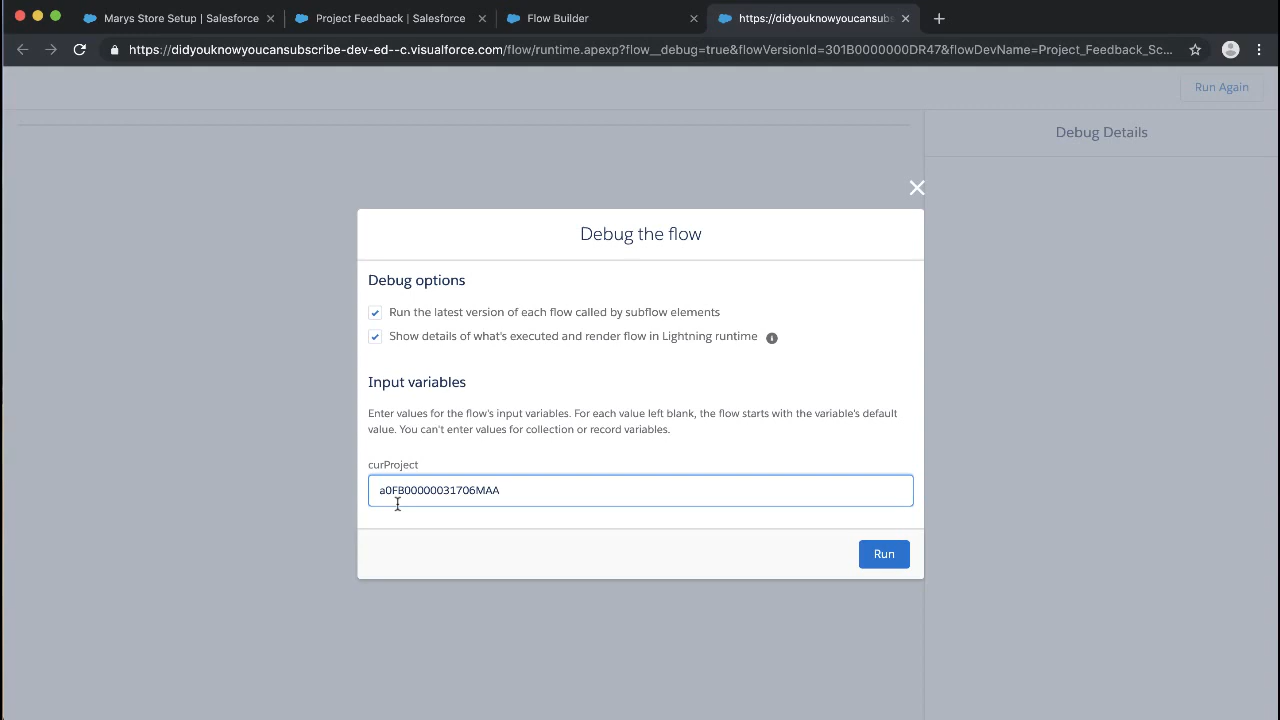 Marys Store Setup | Salesforce
Project Feedback | Salesforce
Flow Builder
https://didyouknowyoucansubs
https://didyouknowyoucansubscribe-dev-ed--c.visualforce.com/flow/runtime.apexp?flow__debug=true&flowVersionId=301B0000000DR47&flowDevName=Project_Feedback_Sc...
Run Again
Debug Details
Debug the flow
Debug options
Run the latest version of each flow called by subflow elements
Show details of what's executed and render flow in Lightning runtime
Input variables
Enter values for the flow's input variables. For each value left blank, the flow starts with the variable's default
value. You can't enter values for collection or record variables.
curProject
a0FB00000031706MAA
Run